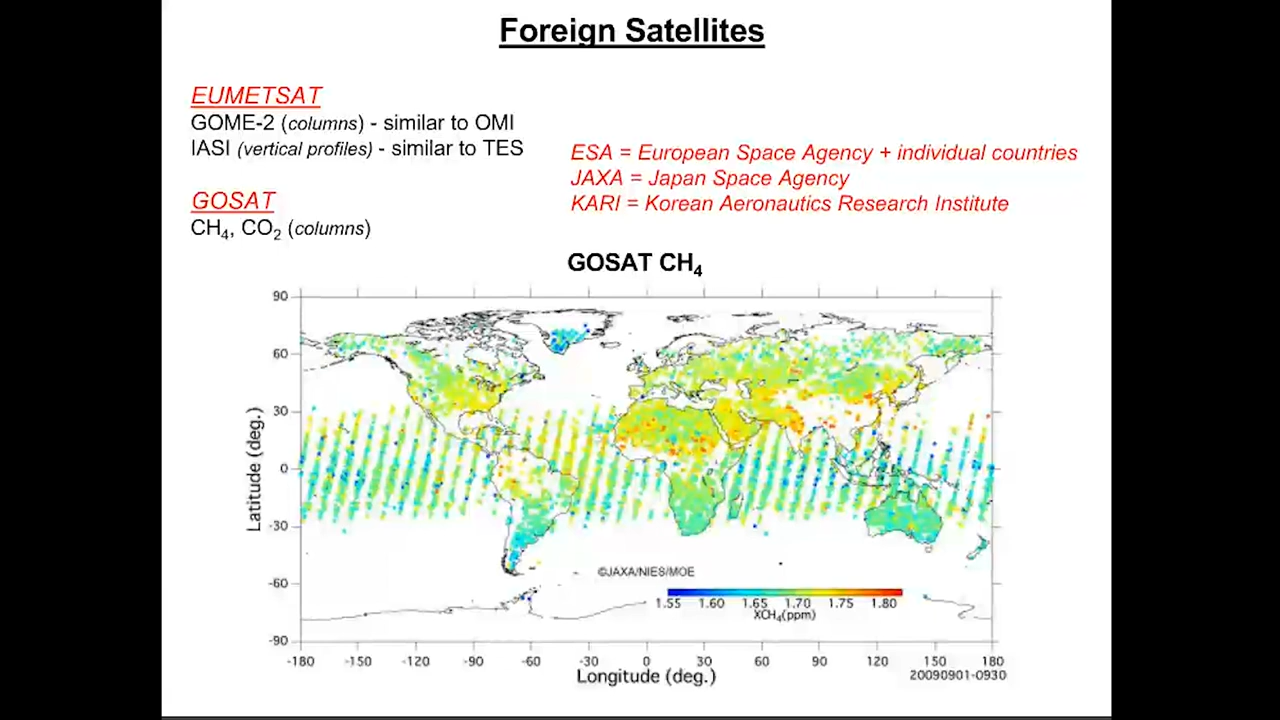 Foreign Satellites
EUMETSAT
GOME-2 (columns) - similar to OMI
IASI (vertical profiles) - similar to TES
GOSAT
CH₄, CO₂ (columns)
ESA = European Space Agency + individual countries
JAXA = Japan Space Agency
KARI = Korean Aeronautics Research Institute
GOSAT CH₄
90
60
30
0
-30
-60
-90
Latitude (deg.)
©JAXA/NIES/MOE
1.55 1.60 1.65 1.70 1.75 1.80
XCH₄(ppm)
-180 -150 -120 -90 -60 -30 0 30 60 90 120 150 180
Longitude (deg.)
20090901-0930